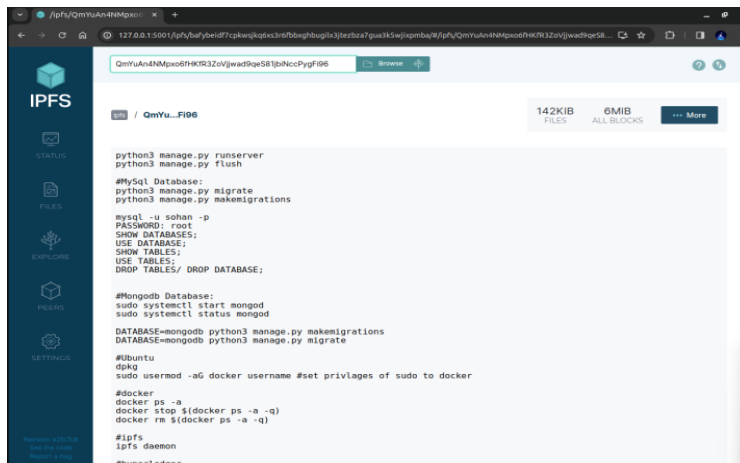 /ipfs/QmYuAn4NMpxo6
127.0.0.1:5001/ipfs/bafybeidf7cpkwsjkq6xs3r6fbbxghbugilx3jtezbza7gua3k5wjixpmba/#/ipfs/QmYuAn4NMpxo6fHKfR3ZoVjjwad9qeS8...
QmYuAn4NMpxo6fHKfR3ZoVjjwad9qeS81jbiNccPygFi96
Browse
IPFS
ipfs / QmYu...Fi96
142KiB
FILES
6MiB
ALL BLOCKS
... More
STATUS
FILES
EXPLORE
PEERS
SETTINGS
See the code
Report a bug
python3 manage.py runserver
python3 manage.py flush
#MySql Database:
python3 manage.py migrate
python3 manage.py makemigrations
mysql -u sohan -p
PASSWORD: root
SHOW DATABASES;
USE DATABASE;
SHOW TABLES;
USE TABLES;
DROP TABLES/ DROP DATABASE;
#Mongodb Database:
sudo systemctl start mongod
sudo systemctl status mongod
DATABASE=mongodb python3 manage.py makemigrations
DATABASE=mongodb python3 manage.py migrate
#Ubuntu
dpkg
sudo usermod -aG docker username #set privlages of sudo to docker
#docker
docker ps -a
docker stop $(docker ps -a -q)
docker rm $(docker ps -a -q)
#ipfs
ipfs daemon